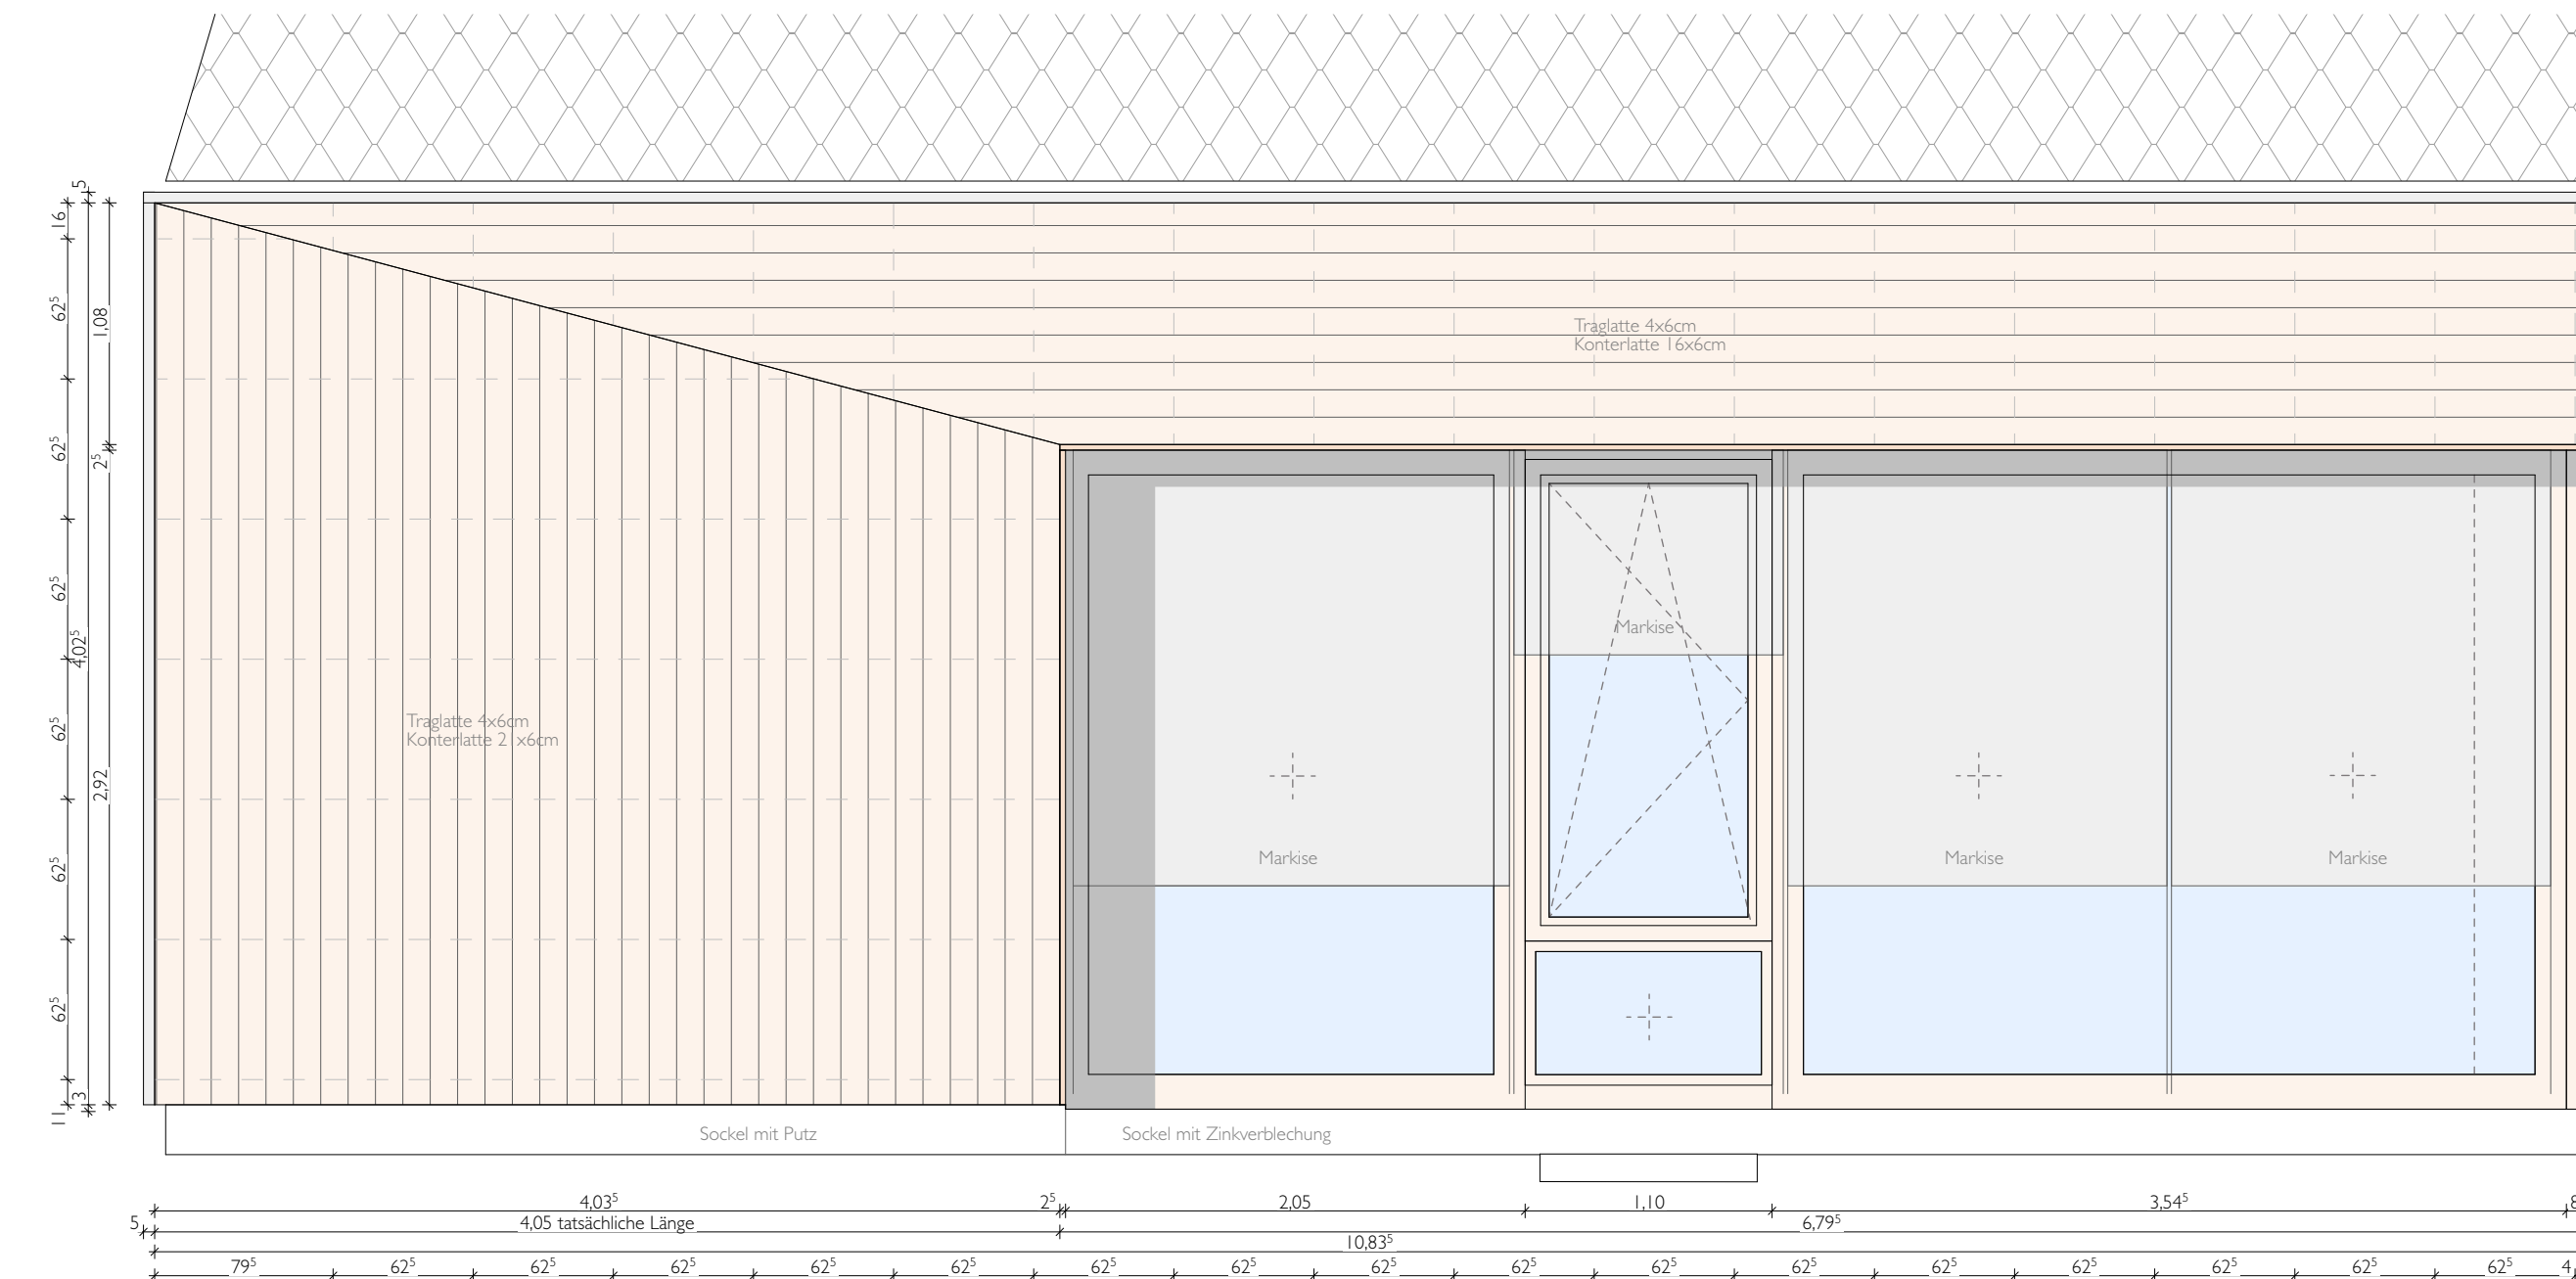 5
16
62⁵
1,08
62⁵
2⁵
62⁵
4,02⁵
62⁵
2,92
62⁵
62⁵
3
11
Traglatte 4x6cm
Konterlatte 16x6cm
Traglatte 4x6cm
Konterlatte 21x6cm
Markise
Markise
Markise
Markise
Sockel mit Putz
Sockel mit Zinkverblechung
4,03⁵ 2⁵ 2,05 1,10 3,54⁵
5 4,05 tatsächliche Länge 6,79⁵
10,83⁵
79⁵ 62⁵ 62⁵ 62⁵ 62⁵ 62⁵ 62⁵ 62⁵ 62⁵ 62⁵ 62⁵ 62⁵ 62⁵ 62⁵ 62⁵ 62⁵ 62⁵ 4